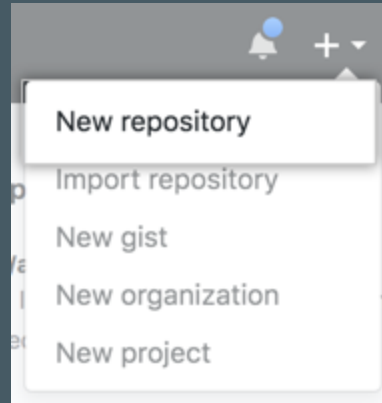 New repository
Import repository
New gist
New organization
New project